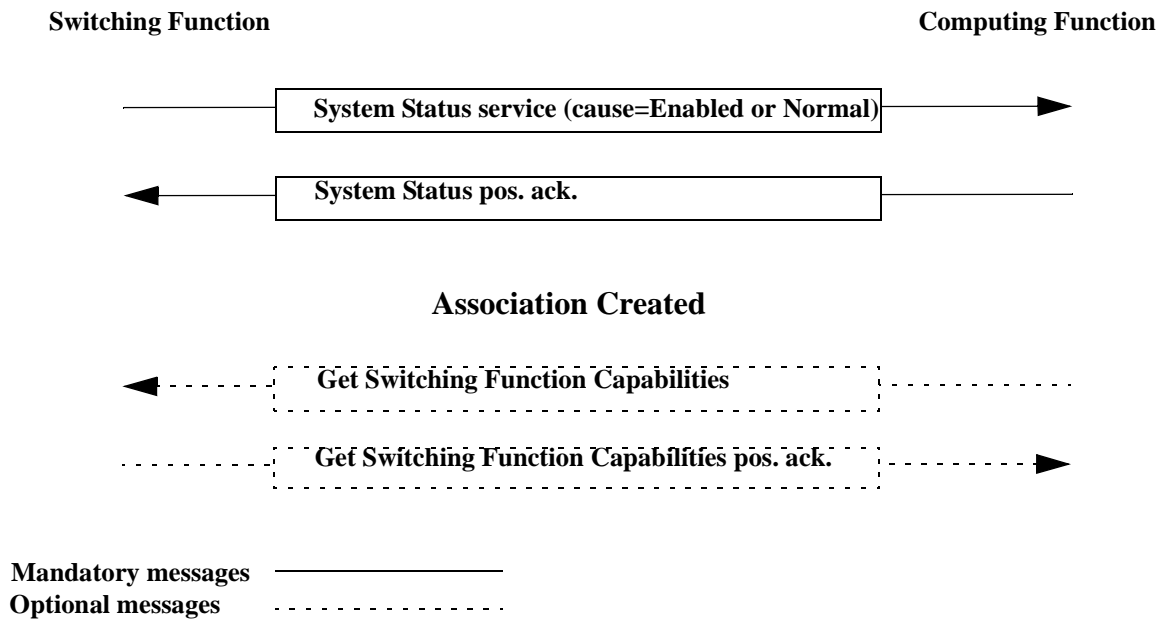 Switching Function
Computing Function
System Status service (cause=Enabled or Normal)
System Status pos. ack.
Association Created
Get Switching Function Capabilities
Get Switching Function Capabilities pos. ack.
Mandatory messages
Optional messages